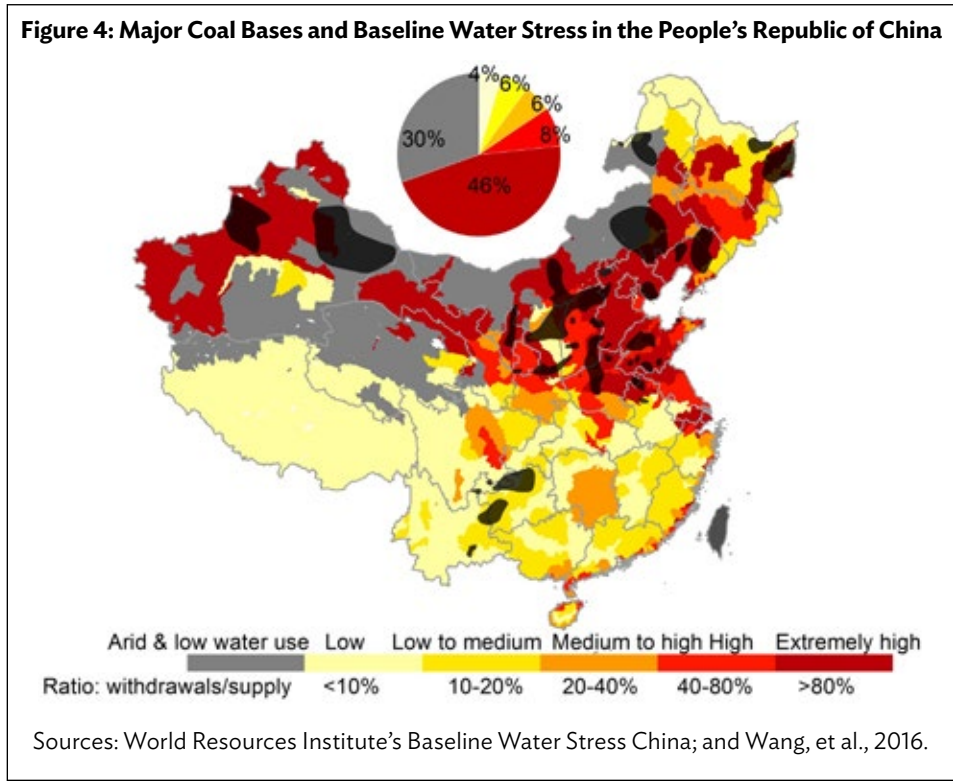 Figure 4: Major Coal Bases and Baseline Water Stress in the People’s Republic of China
4%
6%
6%
8%
30%
46%
Arid & low water use Low Low to medium Medium to high High Extremely high
Ratio: withdrawals/supply <10% 10-20% 20-40% 40-80% >80%
Sources: World Resources Institute’s Baseline Water Stress China; and Wang, et al., 2016.